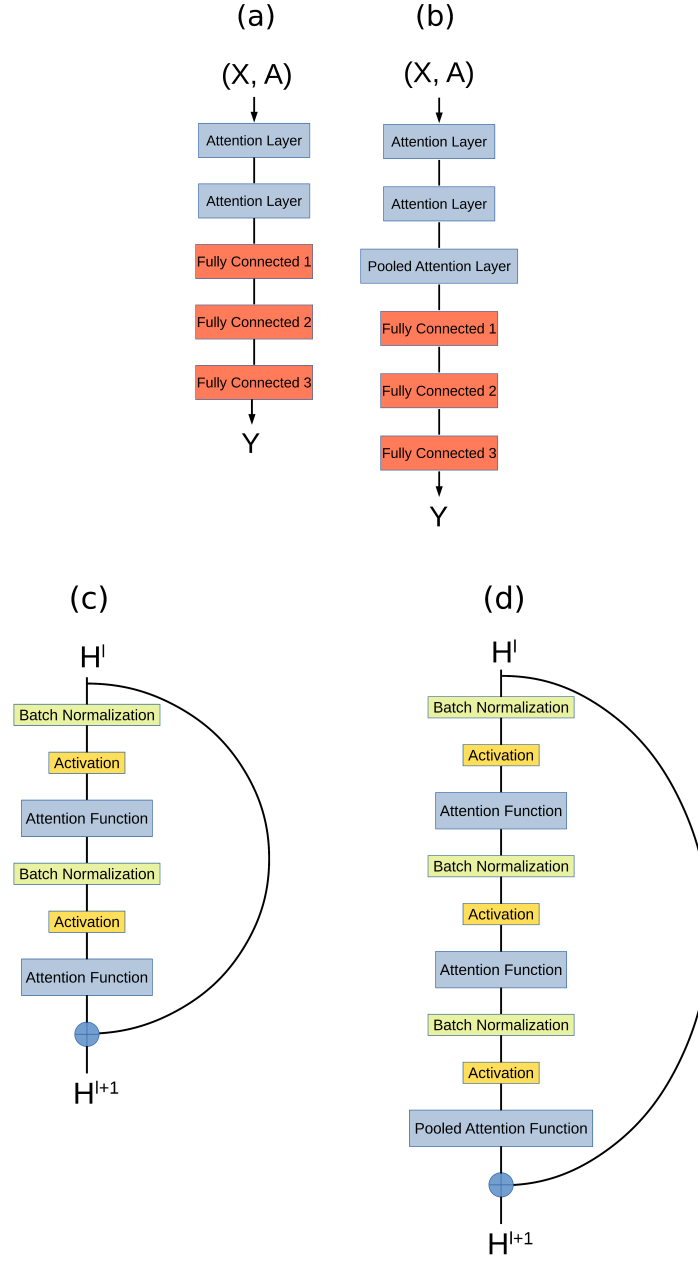 (a)
(X, A)
Attention Layer
Attention Layer
Fully Connected 1
Fully Connected 2
Fully Connected 3
Y
(b)
(X, A)
Attention Layer
Attention Layer
Pooled Attention Layer
Fully Connected 1
Fully Connected 2
Fully Connected 3
Y
(c)
H^l
Batch Normalization
Activation
Attention Function
Batch Normalization
Activation
Attention Function
H^l+1
(d)
H^l
Batch Normalization
Activation
Attention Function
Batch Normalization
Activation
Attention Function
Batch Normalization
Activation
Pooled Attention Function
H^l+1